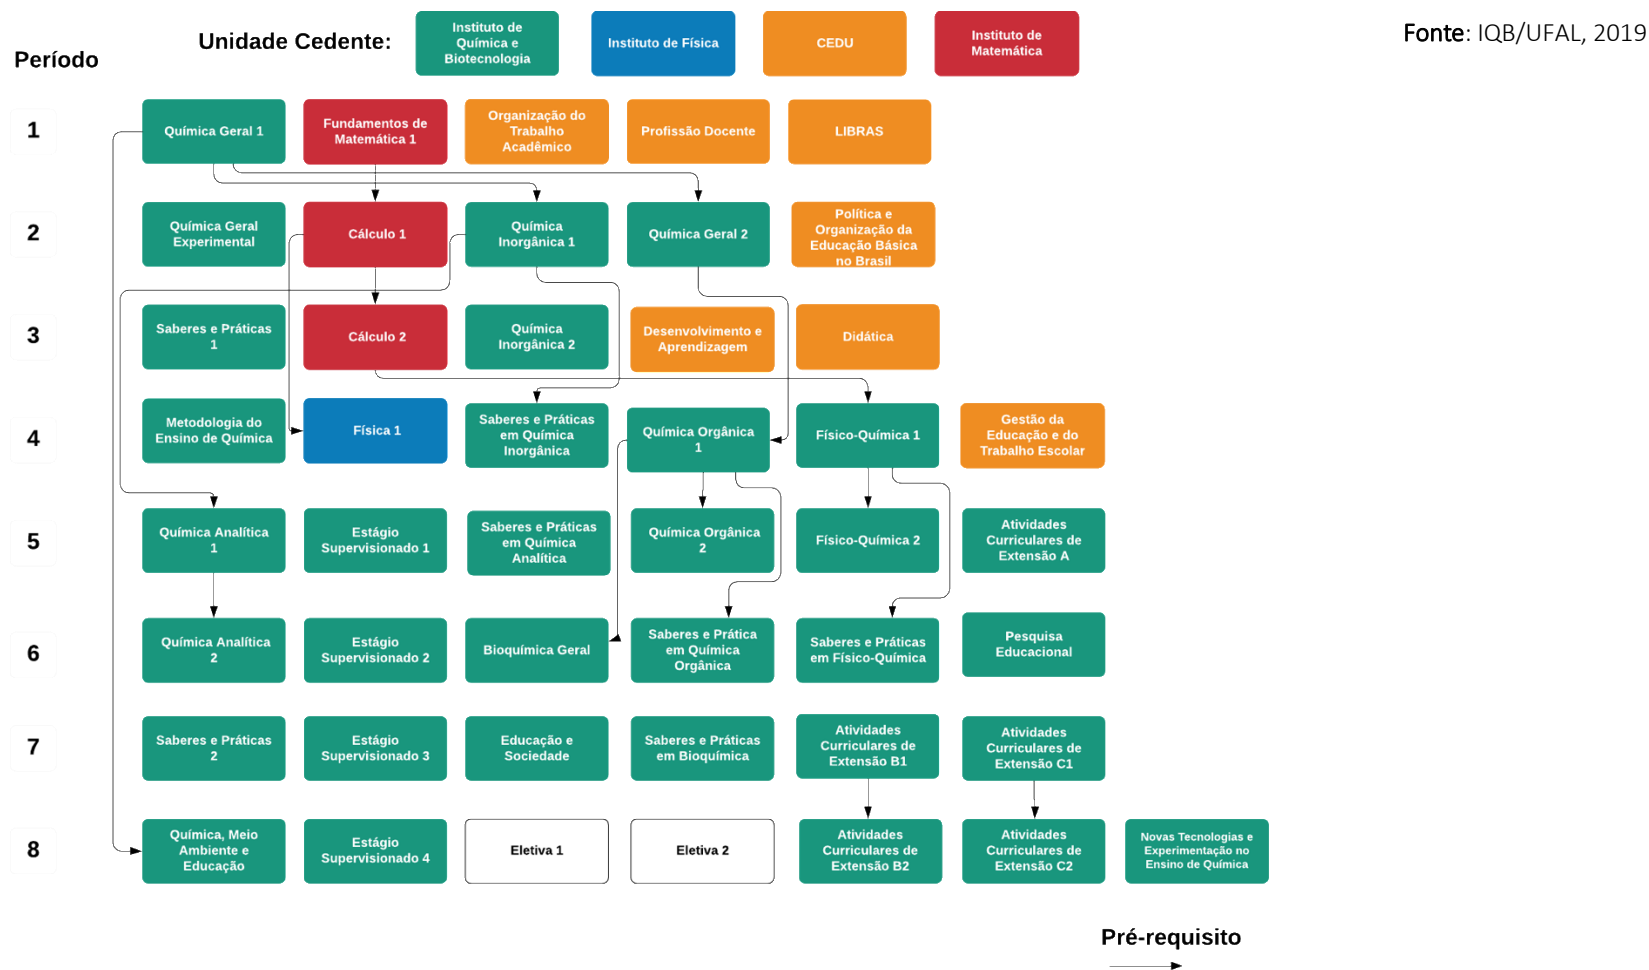 Unidade Cedente:
Instituto de
Química e
Biotecnologia
Instituto de Física
CEDU
Instituto de
Matemática
Fonte: IQB/UFAL, 2019
Período
1
Química Geral 1
Fundamentos de
Matemática 1
Organização do
Trabalho
Acadêmico
Profissão Docente
LIBRAS
2
Química Geral
Experimental
Cálculo 1
Química
Inorgânica 1
Química Geral 2
Política e
Organização da
Educação Básica
no Brasil
3
Saberes e Práticas
1
Cálculo 2
Química
Inorgânica 2
Desenvolvimento e
Aprendizagem
Didática
4
Metodologia do
Ensino de Química
Física 1
Saberes e Práticas
em Química
Inorgânica
Química Orgânica
1
Físico-Química 1
Gestão da
Educação e do
Trabalho Escolar
5
Química Analítica
1
Estágio
Supervisionado 1
Saberes e Práticas
em Química
Analítica
Química Orgânica
2
Físico-Química 2
Atividades
Curriculares de
Extensão A
6
Química Analítica
2
Estágio
Supervisionado 2
Bioquímica Geral
Saberes e Prática
em Química
Orgânica
Saberes e Práticas
em Físico-Química
Pesquisa
Educacional
7
Saberes e Práticas
2
Estágio
Supervisionado 3
Educação e
Sociedade
Saberes e Práticas
em Bioquímica
Atividades
Curriculares de
Extensão B1
Atividades
Curriculares de
Extensão C1
8
Química, Meio
Ambiente e
Educação
Estágio
Supervisionado 4
Eletiva 1
Eletiva 2
Atividades
Curriculares de
Extensão B2
Atividades
Curriculares de
Extensão C2
Novas Tecnologias e
Experimentação no
Ensino de Química
Pré-requisito